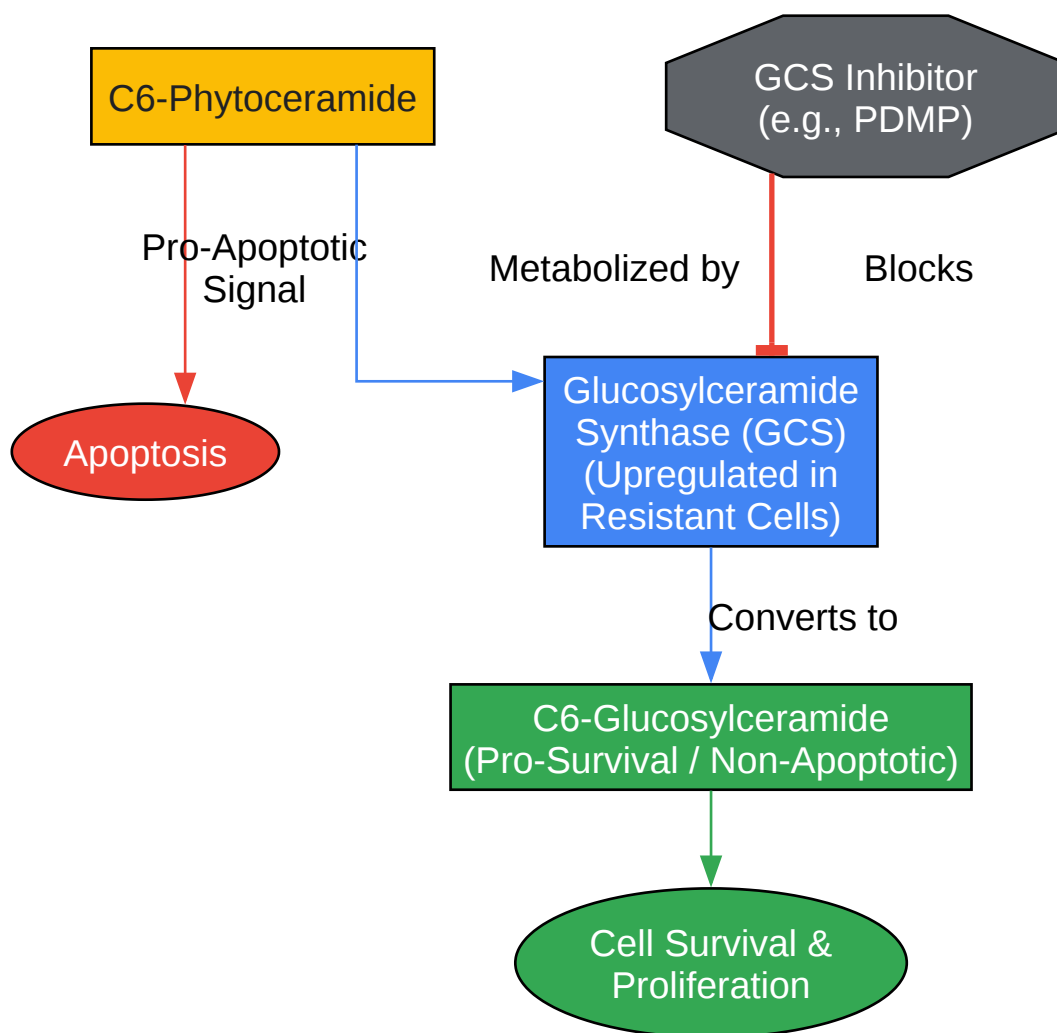 C6-Phytoceramide
GCS Inhibitor
(e.g., PDMP)
Pro-Apoptotic
Signal
Metabolized by
Blocks
Apoptosis
Glucosylceramide
Synthase (GCS)
(Upregulated in
Resistant Cells)
Converts to
C6-Glucosylceramide
(Pro-Survival / Non-Apoptotic)
Cell Survival &
Proliferation